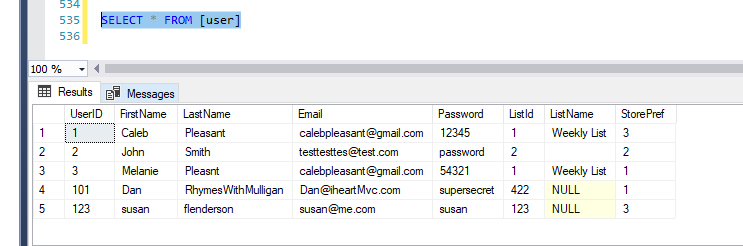 534
535 SELECT * FROM [user]
536
100 %
Results Messages
UserID FirstName LastName Email Password ListId ListName StorePref
1 1 Caleb Pleasant calebpleasant@gmail.com 12345 1 Weekly List 3
2 2 John Smith testtesttes@test.com password 2 2
3 3 Melanie Pleasnt calebpleasant@gmail.com 54321 1 Weekly List 1
4 101 Dan RhymesWithMulligan Dan@iheartMvc.com supersecret 422 NULL 1
5 123 susan flenderson susan@me.com susan 123 NULL 3